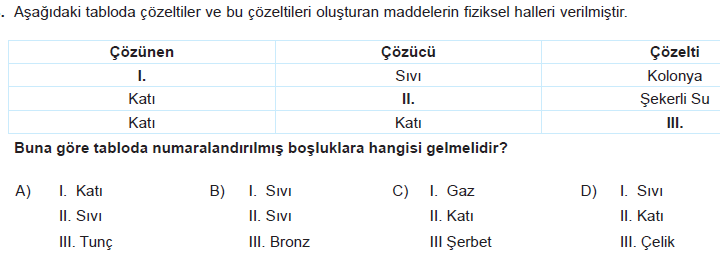 . Aşağıdaki tabloda çözeltiler ve bu çözeltileri oluşturan maddelerin fiziksel halleri verilmiştir.
Çözünen Çözücü Çözelti
I. Sıvı Kolonya
Katı II. Şekerli Su
Katı Katı III.
Buna göre tabloda numaralandırılmış boşluklara hangisi gelmelidir?
A) I. Katı B) I. Sıvı C) I. Gaz D) I. Sıvı
II. Sıvı II. Sıvı II. Katı II. Katı
III. Tunç III. Bronz III Şerbet III. Çelik